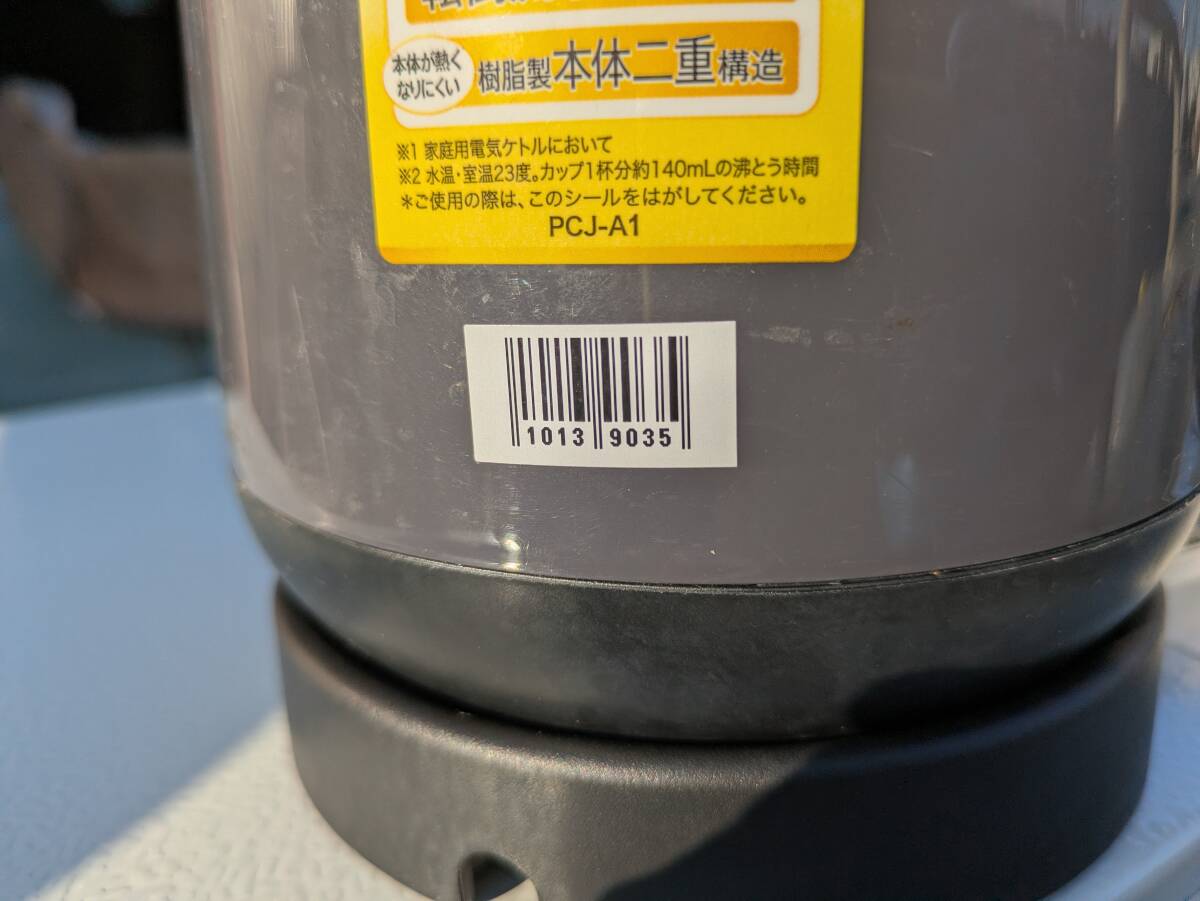 本体が熱く
なりにくい
樹脂製本体二重構造
※1 家庭用電気ケトルにおいて
※2 水温・室温23度。カップ1杯分約140mLの沸とう時間
＊ご使用の際は、このシールをはがしてください。
PCJ-A1
1013 9035